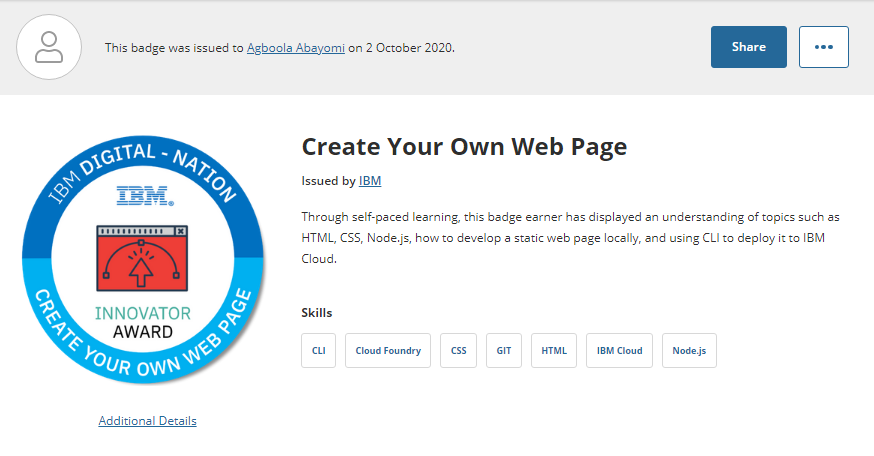 This badge was issued to Agboola Abayomi on 2 October 2020.
Share
IBM DIGITAL - NATION
IBM®
INNOVATOR
AWARD
CREATE YOUR OWN WEB PAGE
Additional Details
Create Your Own Web Page
Issued by IBM
Through self-paced learning, this badge earner has displayed an understanding of topics such as
HTML, CSS, Node.js, how to develop a static web page locally, and using CLI to deploy it to IBM
Cloud.
Skills
CLI Cloud Foundry CSS GIT HTML IBM Cloud Node.js